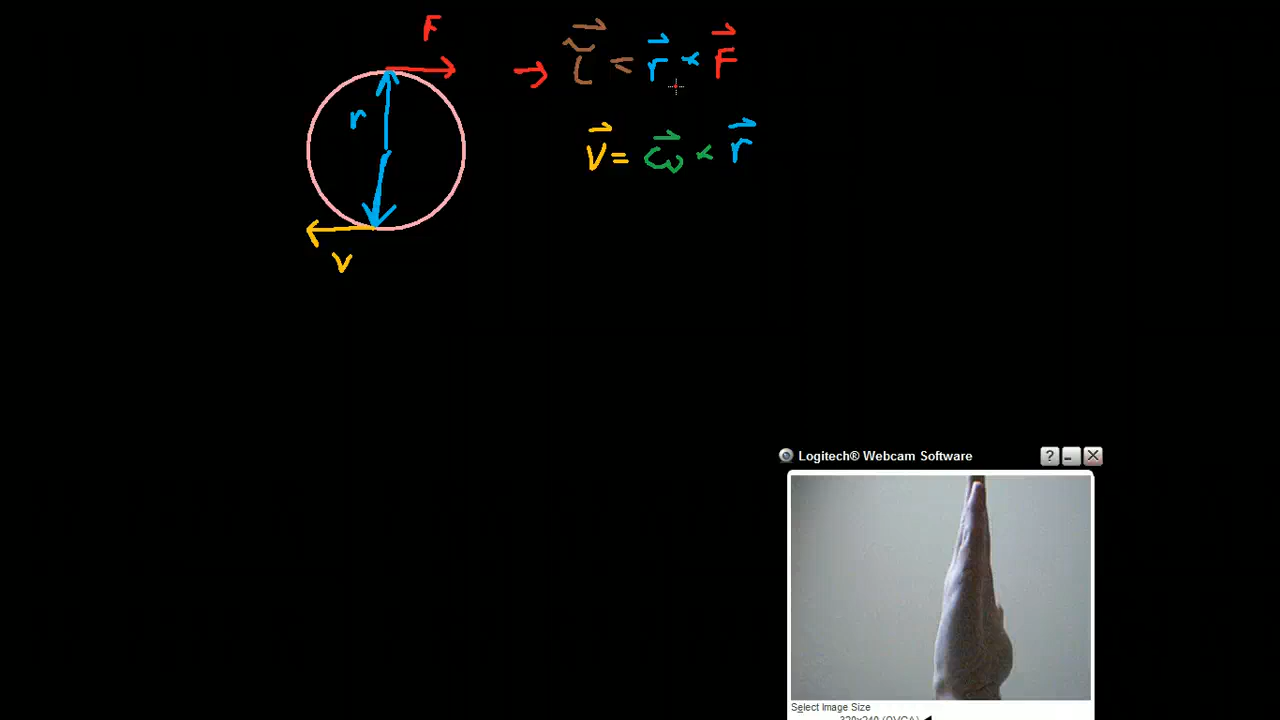 F
→ τ⃗ = r⃗ × F⃗
r
v⃗ = ω⃗ × r⃗
v
Logitech® Webcam Software
Select Image Size